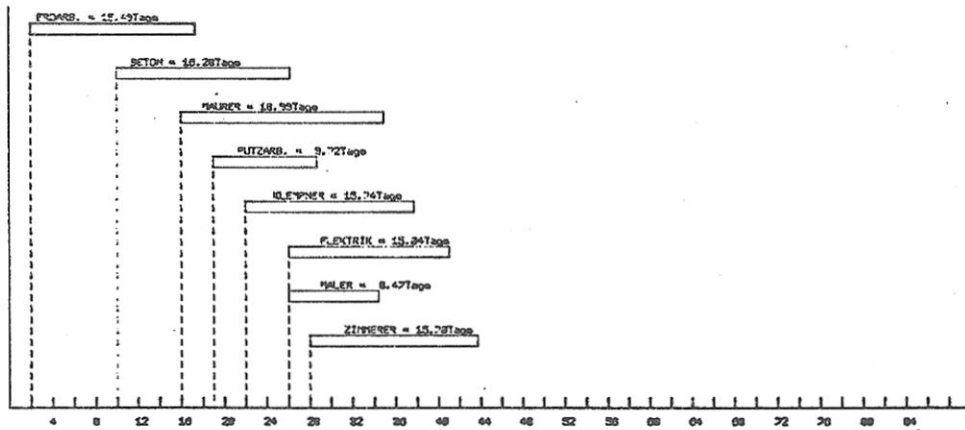 ERDARB. = 15.49Tage
BETON = 16.28Tage
MAURER = 18.99Tage
PUTZARB. = 9.72Tage
KLEMPNER = 15.74Tage
ELEKTRIK = 15.04Tage
MALER = 8.47Tage
ZIMMERER = 15.78Tage
4 8 12 16 20 24 28 32 36 40 44 48 52 56 60 64 68 72 76 80 84